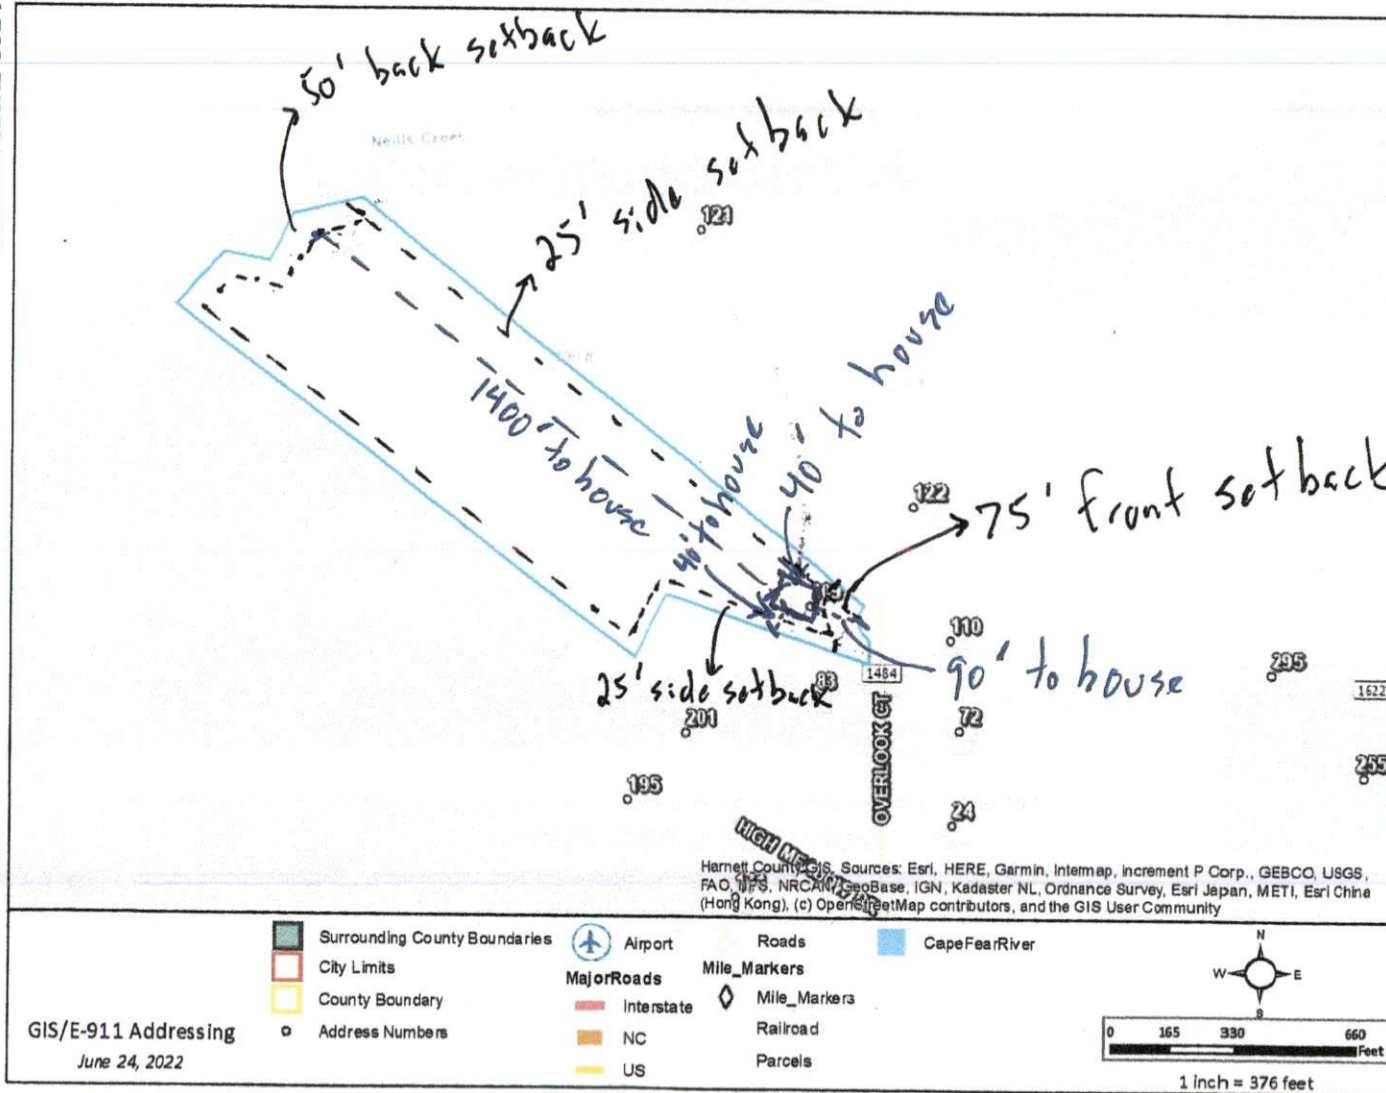 50' back setback
Neills Creek
25' side setback
121
1400' to house
40' to house
40' to house
122
75' front setback
110
90' to house
1484
295
1622
25' side setback
83
201
72
OVERLOOK CT
255
195
24
HIGH ME
Harnett County GIS, Sources: Esri, HERE, Garmin, Intermap, increment P Corp., GEBCO, USGS,
FAO, NPS, NRCAN, GeoBase, IGN, Kadaster NL, Ordnance Survey, Esri Japan, METI, Esri China
(Hong Kong), (c) OpenStreetMap contributors, and the GIS User Community
Surrounding County Boundaries
City Limits
County Boundary
Address Numbers
Airport
MajorRoads
Interstate
NC
US
Roads
Mile_Markers
Mile_Markers
Railroad
Parcels
CapeFearRiver
GIS/E-911 Addressing
June 24, 2022
N
W E
S
0 165 330 660
Feet
1 inch = 376 feet